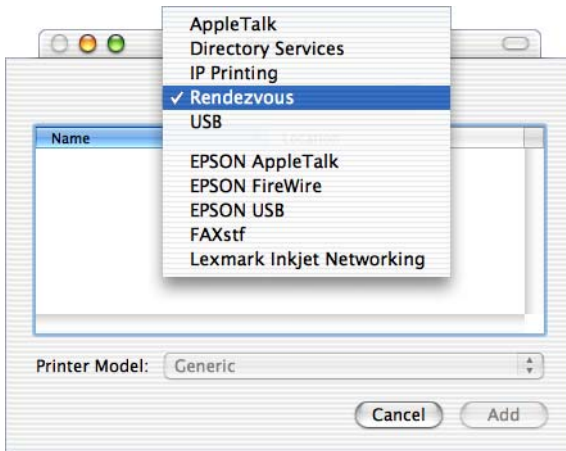 AppleTalk
Directory Services
IP Printing
✓ Rendezvous
USB
EPSON AppleTalk
EPSON FireWire
EPSON USB
FAXstf
Lexmark Inkjet Networking
Name Location
Printer Model: Generic
Cancel Add